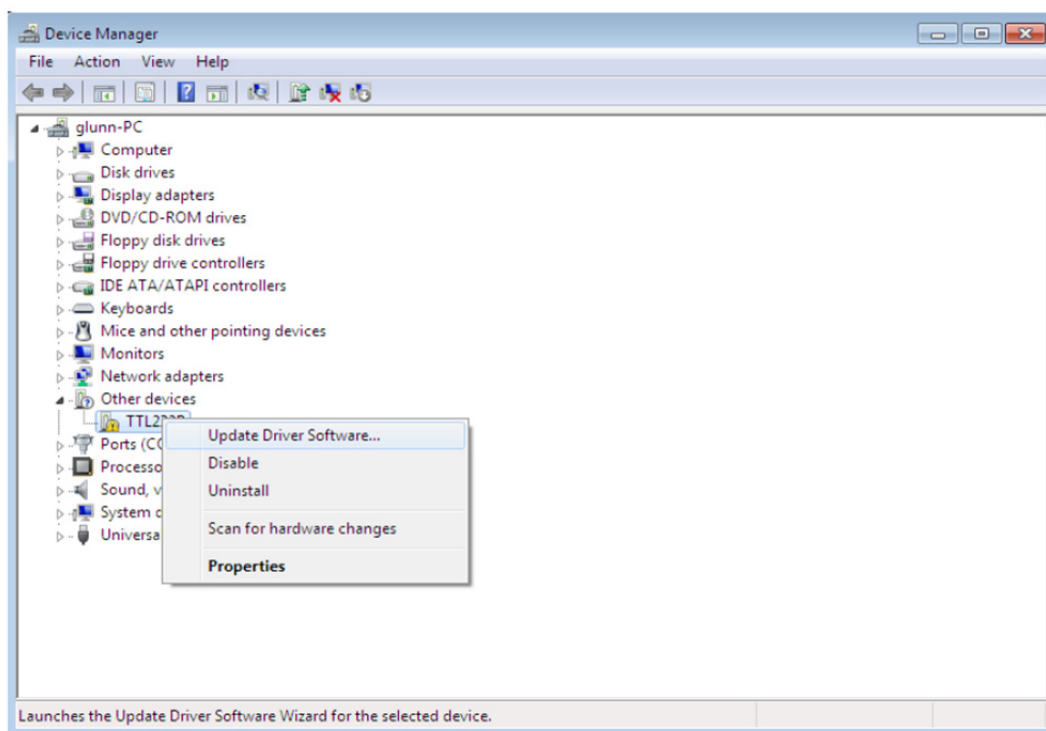 Device Manager
File Action View Help
glunn-PC
Computer
Disk drives
Display adapters
DVD/CD-ROM drives
Floppy disk drives
Floppy drive controllers
IDE ATA/ATAPI controllers
Keyboards
Mice and other pointing devices
Monitors
Network adapters
Other devices
Update Driver Software...
Ports
Disable
Sound,
Uninstall
System
Scan for hardware changes
Properties
Launches the Update Driver Software Wizard for the selected device.